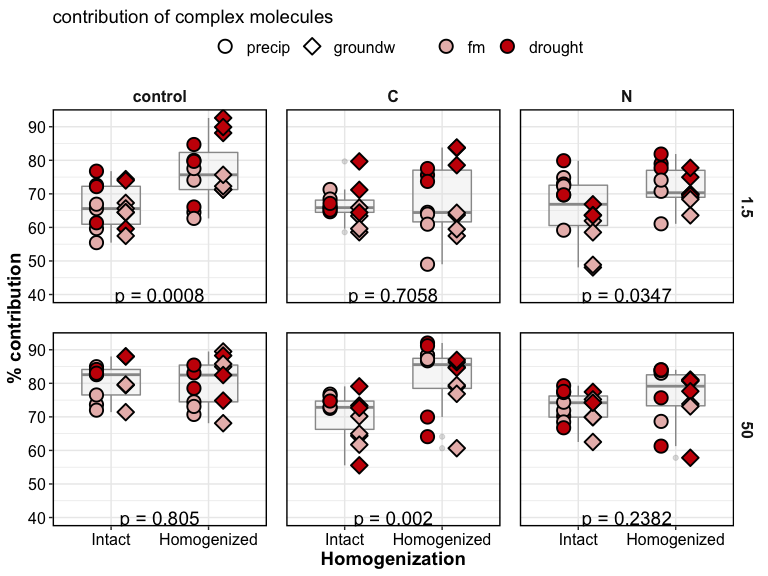 contribution of complex molecules
precip groundw fm drought
control C N
90
80
70
60
50
40
p = 0.0008 p = 0.7058 p = 0.0347
1.5
% contribution
90
80
70
60
50
40
p = 0.805 p = 0.002 p = 0.2382
50
Intact Homogenized Intact Homogenized Intact Homogenized
Homogenization